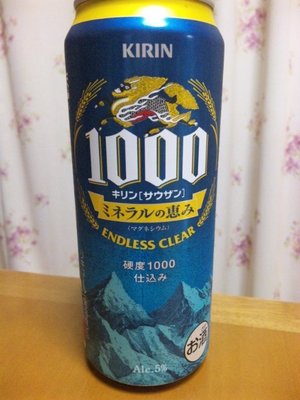 KIRIN
1000
キリン[サウザン]
ミネラルの恵み
〈マグネシウム〉
ENDLESS CLEAR
硬度1000
仕込み
お酒
Alc.5%